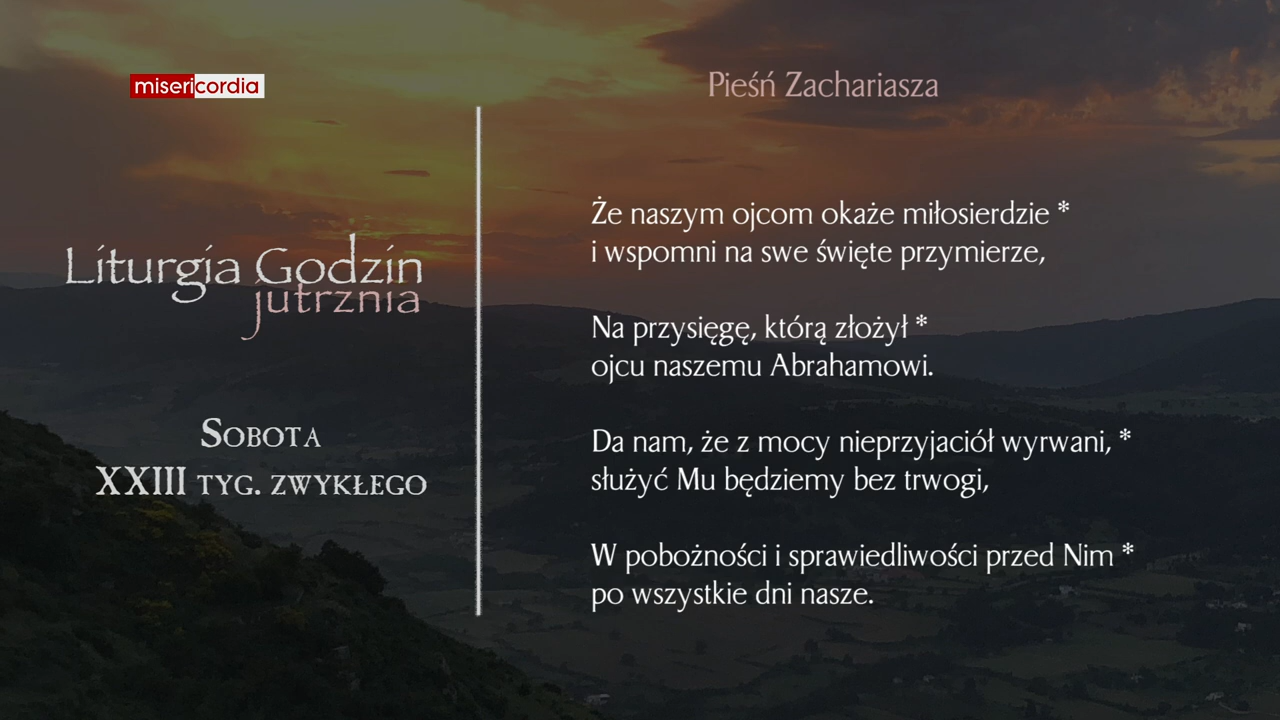 misericordia
Liturgia Godzin
jutrznia
Sobota
XXIII tyg. zwykłego
Pieśń Zachariasza
Że naszym ojcom okaże miłosierdzie *
i wspomni na swe święte przymierze,
Na przysięgę, którą złożył *
ojcu naszemu Abrahamowi.
Da nam, że z mocy nieprzyjaciół wyrwani, *
służyć Mu będziemy bez trwogi,
W pobożności i sprawiedliwości przed Nim *
po wszystkie dni nasze.